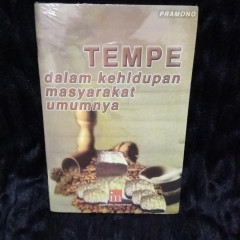 PRAMONO
TEMPE
dalam kehidupan
masyarakat
umumnya